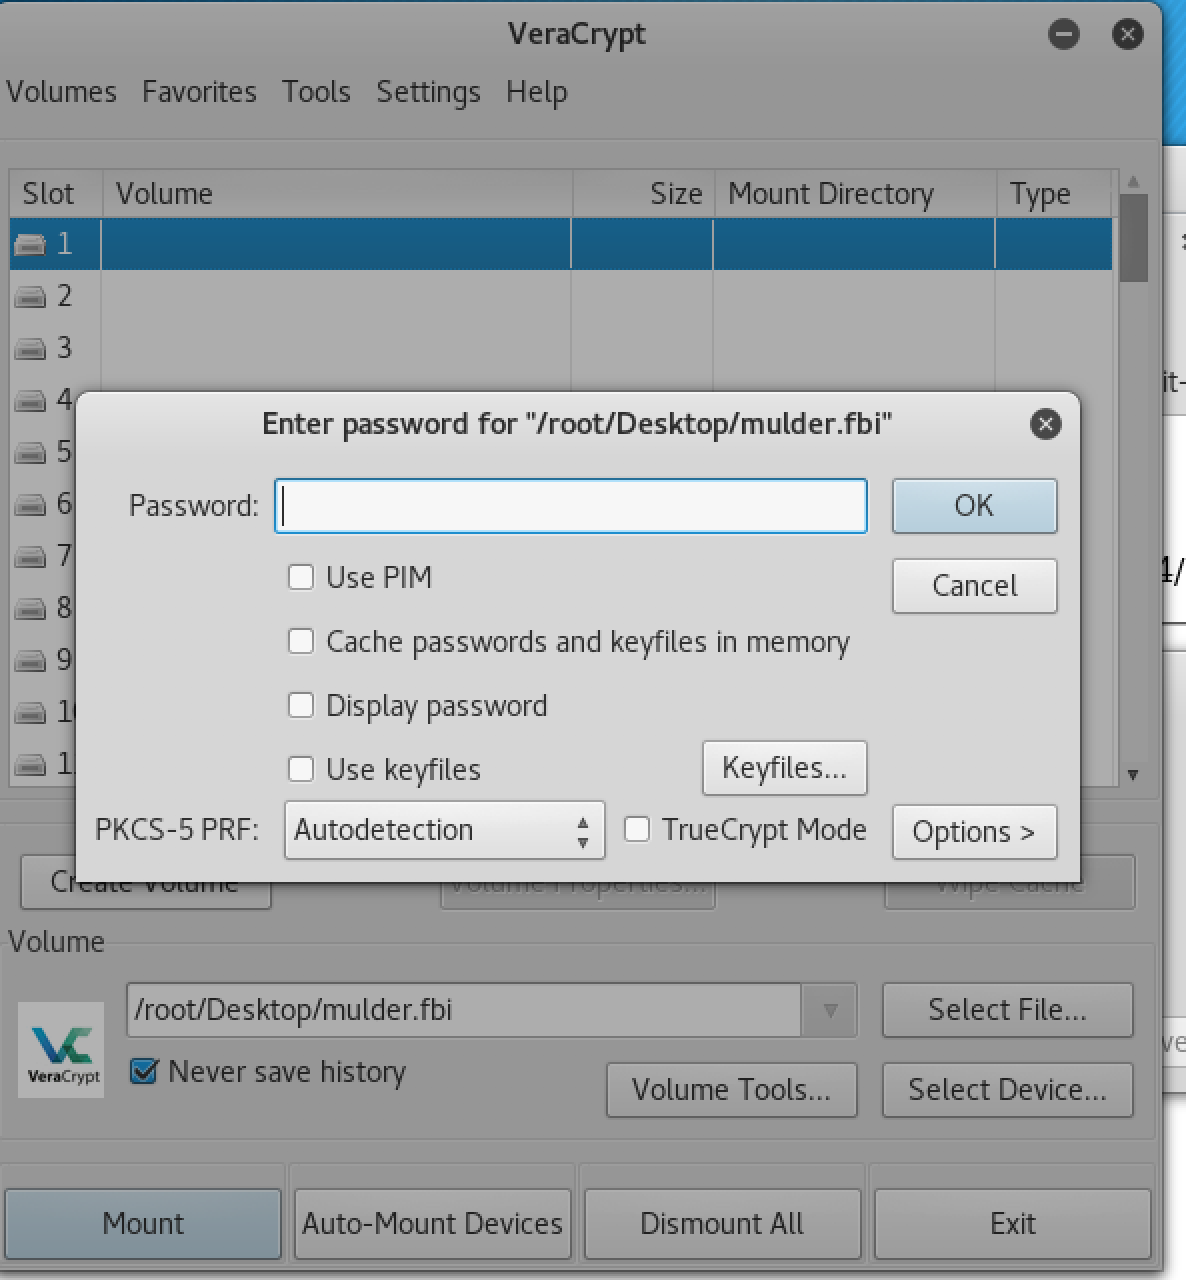 VeraCrypt
Volumes Favorites Tools Settings Help
Slot Volume Size Mount Directory Type
1
2
3
4
5
6
7
8
9
Enter password for "/root/Desktop/mulder.fbi"
Password: OK
Use PIM
Cancel
Cache passwords and keyfiles in memory
Display password
Use keyfiles Keyfiles...
PKCS-5 PRF: Autodetection TrueCrypt Mode Options >
Create Volume Volume Properties... Wipe Cache
Volume
/root/Desktop/mulder.fbi Select File...
VeraCrypt
Never save history
Volume Tools... Select Device...
Mount Auto-Mount Devices Dismount All Exit